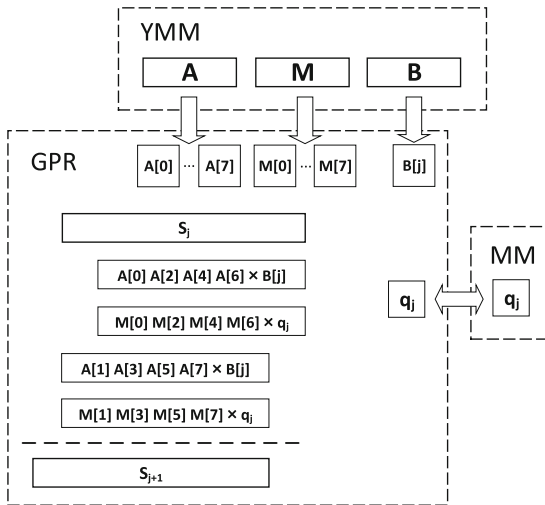 YMM
A M B
GPR
A[0] ... A[7] M[0] ... M[7] B[j]
Sj
MM
A[0] A[2] A[4] A[6] × B[j]
qj qj
M[0] M[2] M[4] M[6] × qj
A[1] A[3] A[5] A[7] × B[j]
M[1] M[3] M[5] M[7] × qj
Sj+1